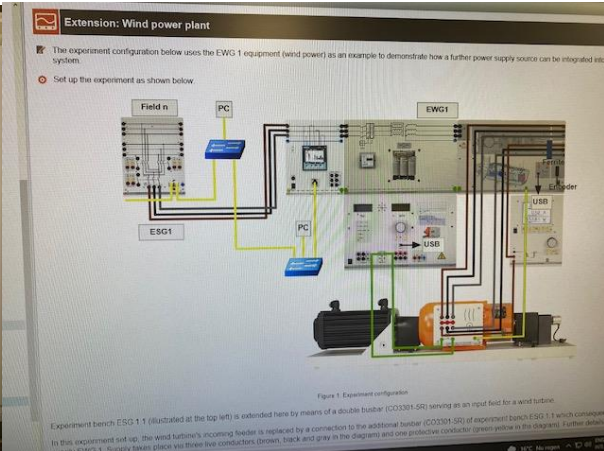 Extension: Wind power plant
The experiment configuration below uses the EWG 1 equipment (wind power) as an example to demonstrate how a further power supply source can be integrated into
system.
Set up the experiment as shown below.
Field n
PC
EWG1
Ferrite
Encoder
USB
ESG1
PC
USB
Figure 1: Experiment configuration
Experiment bench ESG 1.1 (illustrated at the top left) is extended here by means of a double busbar (CO3301-5R) serving as an input field for a wind turbine.
In this experiment set up, the wind turbine's incoming feeder is replaced by a connection to the additional busbar (CO3301-5R) of experiment bench ESG 1.1 which
EWG 1. Supply takes place via three live conductors (brown, black and gray in the diagram) and one protective conductor (green-yellow in the diagram). Further